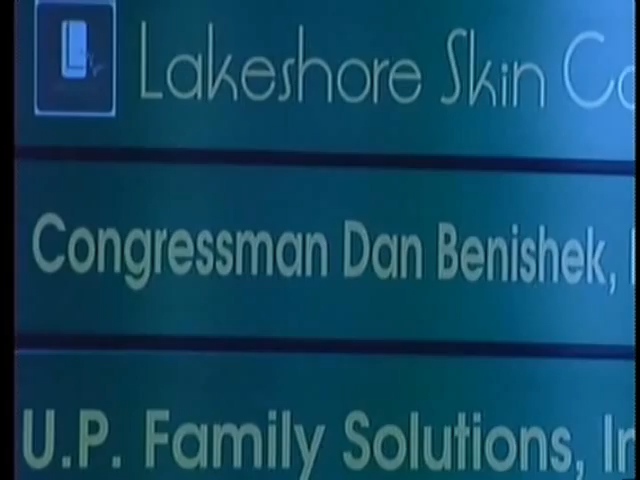 Lakeshore Skin
Congressman Dan Benishek,
U.P. Family Solutions,